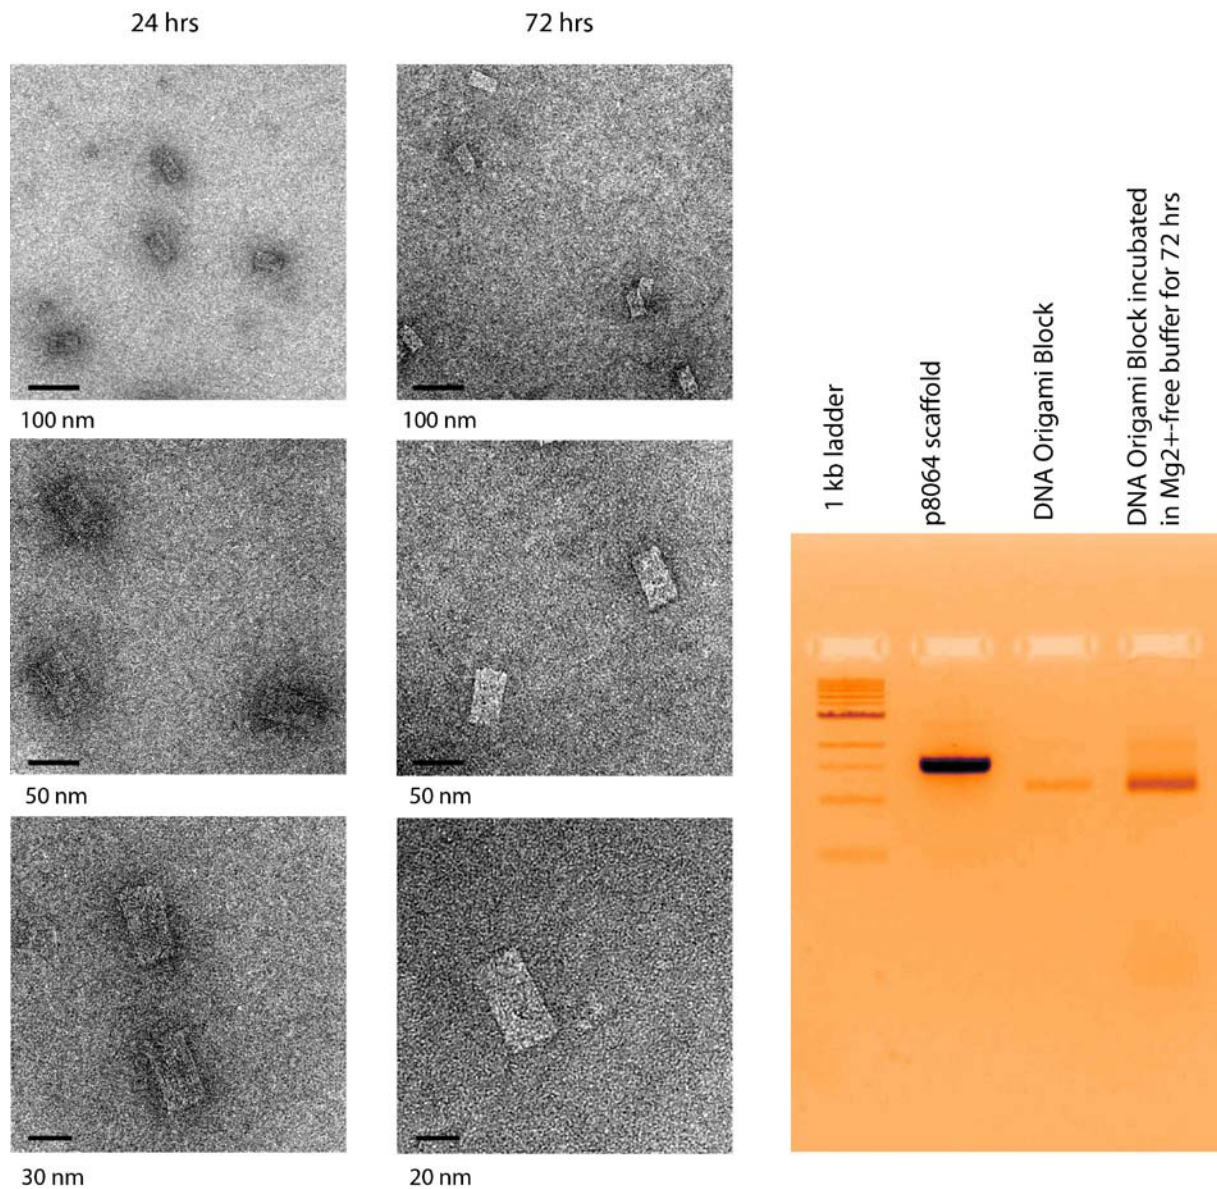 24 hrs
72 hrs
100 nm
100 nm
50 nm
50 nm
30 nm
20 nm
1 kb ladder
p8064 scaffold
DNA Origami Block
DNA Origami Block incubated
in Mg2+-free buffer for 72 hrs